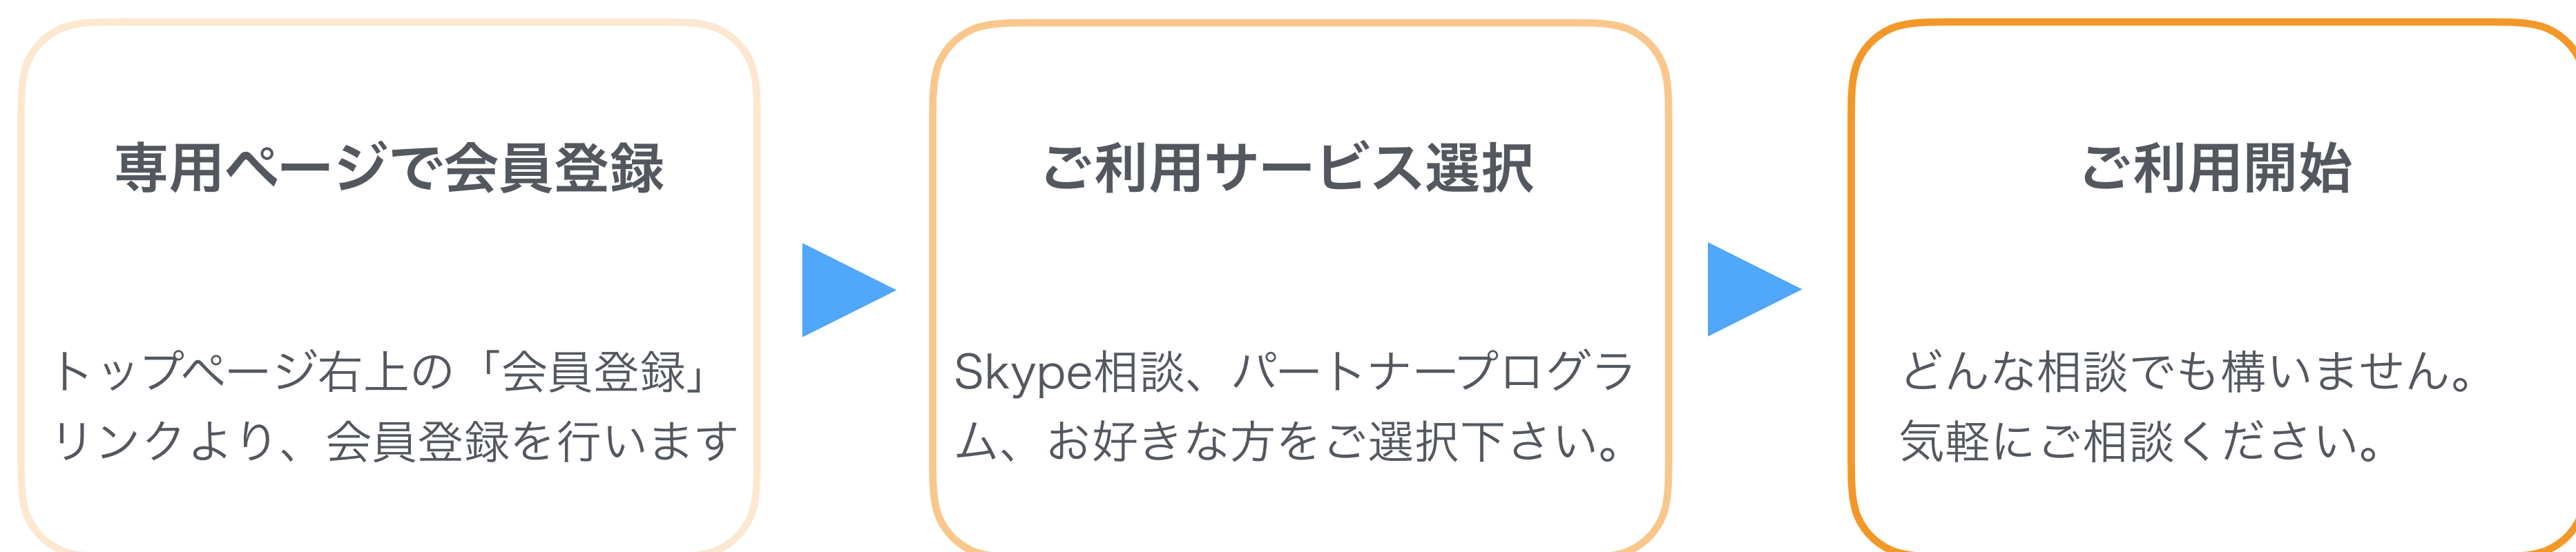 専用ページで会員登録
トップページ右上の「会員登録」
リンクより、会員登録を行います
ご利用サービス選択
Skype相談、パートナープログラ
ム、お好きな方をご選択下さい。
ご利用開始
どんな相談でも構いません。
気軽にご相談ください。